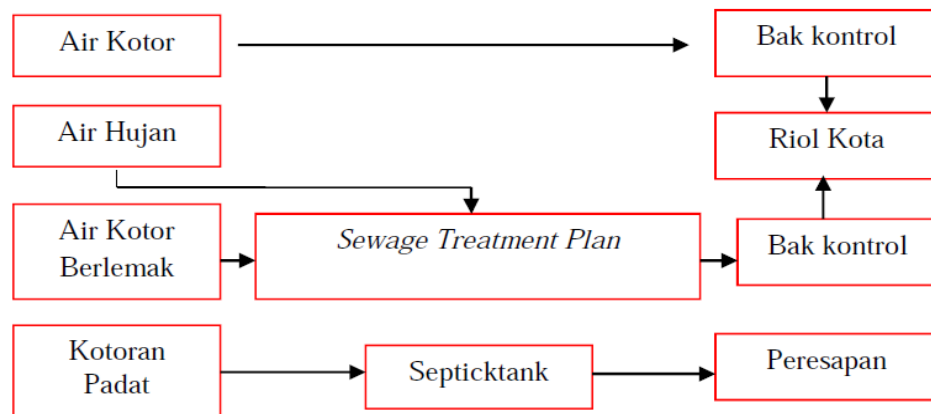 Air Kotor
Bak kontrol
Air Hujan
Riol Kota
Air Kotor
Berlemak
Sewage Treatment Plan
Bak kontrol
Kotoran
Padat
Septicktank
Peresapan